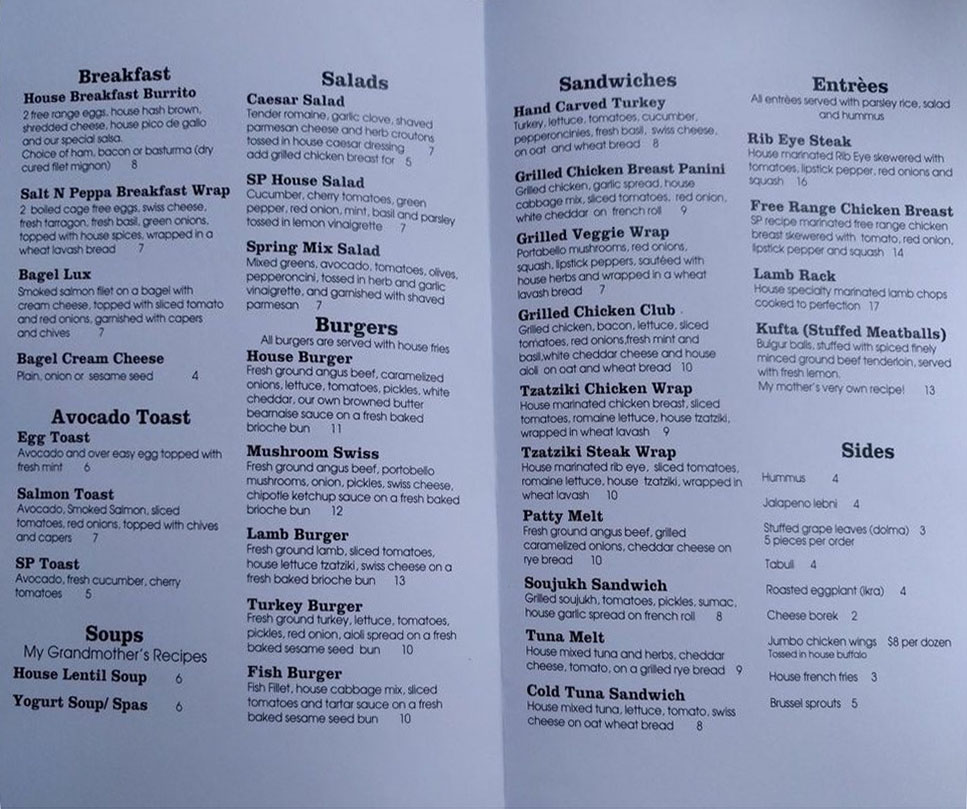 Breakfast
House Breakfast Burrito
2 free range eggs, house hash brown,
shredded cheese, house pico de gallo
and our special salsa.
Choice of ham, bacon or basturma (dry
cured filet mignon) 8
Salt N Peppa Breakfast Wrap
2 boiled cage free eggs, swiss cheese,
fresh tarragon, fresh basil, green onions,
topped with house spices, wrapped in a
wheat lavash bread 7
Bagel Lux
Smoked salmon filet on a bagel with
cream cheese, topped with sliced tomato
and red onions, garnished with capers
and chives 7
Bagel Cream Cheese
Plain, onion or sesame seed 4
Avocado Toast
Egg Toast
Avocado and over easy egg topped with
fresh mint 6
Salmon Toast
Avocado, Smoked Salmon, sliced
tomatoes, red onions, topped with chives
and capers 7
SP Toast
Avocado, fresh cucumber, cherry
tomatoes 5
Soups
My Grandmother's Recipes
House Lentil Soup 6
Yogurt Soup/ Spas 6
Salads
Caesar Salad
Tender romaine, garlic clove, shaved
parmesan cheese and herb croutons
tossed in house caesar dressing 7
add grilled chicken breast for 5
SP House Salad
Cucumber, cherry tomatoes, green
pepper, red onion, mint, basil and parsley
tossed in lemon vinaigrette 7
Spring Mix Salad
Mixed greens, avocado, tomatoes, olives,
pepperoncini, tossed in herb and garlic
vinaigrette, and garnished with shaved
parmesan 7
Burgers
All burgers are served with house fries
House Burger
Fresh ground angus beef, caramelized
onions, lettuce, tomatoes, pickles, white
cheddar, our own browned butter
bearnaise sauce on a fresh baked
brioche bun 11
Mushroom Swiss
Fresh ground angus beef, portobello
mushrooms, onion, pickles, swiss cheese,
chipotle ketchup sauce on a fresh baked
brioche bun 12
Lamb Burger
Fresh ground lamb, sliced tomatoes,
house lettuce tzatziki, swiss cheese on a
fresh baked brioche bun 13
Turkey Burger
Fresh ground turkey, lettuce, tomatoes,
pickles, red onion, aioli spread on a fresh
baked sesame seed bun 10
Fish Burger
Fish Fillet, house cabbage mix, sliced
tomatoes and tartar sauce on a fresh
baked sesame seed bun 10
Sandwiches
Hand Carved Turkey
Turkey, lettuce, tomatoes, cucumber,
pepperoncinies, fresh basil, swiss cheese,
on oat and wheat bread 8
Grilled Chicken Breast Panini
Grilled chicken, garlic spread, house
cabbage mix, sliced tomatoes, red onion,
white cheddar on french roll 9
Grilled Veggie Wrap
Portabello mushrooms, red onions,
squash, lipstick peppers, sautéed with
house herbs and wrapped in a wheat
lavash bread 7
Grilled Chicken Club
Grilled chicken, bacon, lettuce, sliced
tomatoes, red onions,fresh mint and
basil,white cheddar cheese and house
aioli on oat and wheat bread 10
Tzatziki Chicken Wrap
House marinated chicken breast, sliced
tomatoes, romaine lettuce, house tzatziki,
wrapped in wheat lavash 9
Tzatziki Steak Wrap
House marinated rib eye, sliced tomatoes,
romaine lettuce, house tzatziki, wrapped in
wheat lavash 10
Patty Melt
Fresh ground angus beef, grilled
caramelized onions, cheddar cheese on
rye bread 10
Soujukh Sandwich
Grilled soujukh, tomatoes, pickles, sumac,
house garlic spread on french roll 8
Tuna Melt
House mixed tuna and herbs, cheddar
cheese, tomato, on a grilled rye bread 9
Cold Tuna Sandwich
House mixed tuna, lettuce, tomato, swiss
cheese on oat wheat bread 8
Entrèes
All entrèes served with parsley rice, salad
and hummus
Rib Eye Steak
House marinated Rib Eye skewered with
tomatoes, lipstick pepper, red onions and
squash 16
Free Range Chicken Breast
SP recipe marinated free range chicken
breast skewered with tomato, red onion,
lipstick pepper and squash 14
Lamb Rack
House specialty marinated lamb chops
cooked to perfection 17
Kufta (Stuffed Meatballs)
Bulgur balls, stuffed with spiced finely
minced ground beef tenderloin, served
with fresh lemon.
My mother's very own recipe! 13
Sides
Hummus 4
Jalapeno lebni 4
Stuffed grape leaves (dolma) 3
5 pieces per order
Tabuli 4
Roasted eggplant (Ikra) 4
Cheese borek 2
Jumbo chicken wings $8 per dozen
Tossed in house buffalo
House french fries 3
Brussel sprouts 5